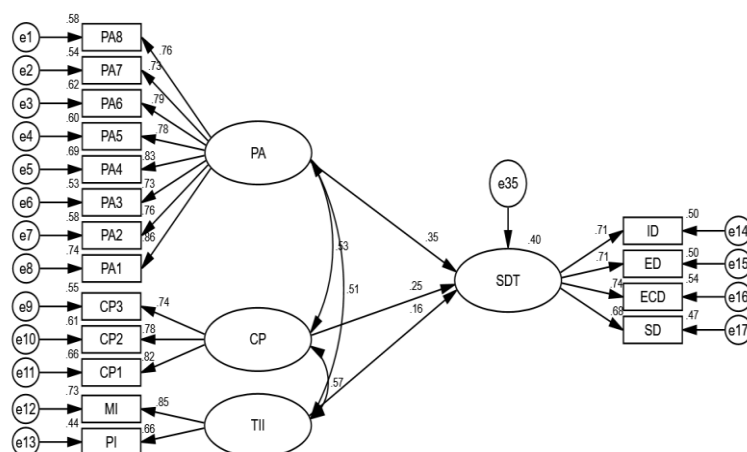 .58
e1 PA8 .76
.54
e2 PA7 .73
.62
e3 PA6 .79
.60
e4 PA5 .78
.69
e5 PA4 .83
.53
e6 PA3 .73
.58
e7 PA2 .76
.74
e8 PA1 .86
.55
e9 CP3 .74
.61
e10 CP2 .78
.66
e11 CP1 .82
.73
e12 MI .85
.44
e13 PI .66
PA
CP
TII
.53
.51
.57
.35
.25
.16
e35
.40
SDT
.71 ID .50 e14
.71 ED .50 e15
.74 ECD .54 e16
.68 SD .47 e17